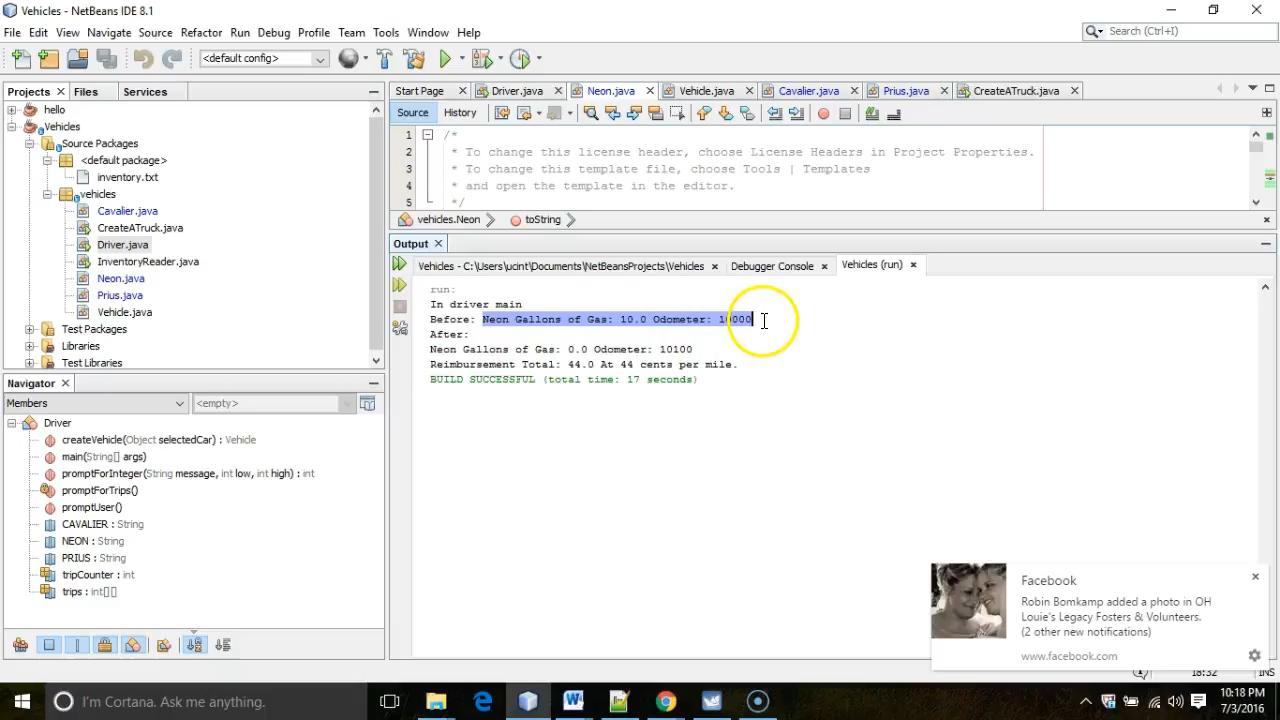 Vehicles - NetBeans IDE 8.1
File Edit View Navigate Source Refactor Run Debug Profile Team Tools Window Help
Search (Ctrl+I)
<default config>
Projects Files Services
hello
Vehicles
Source Packages
<default package>
inventory.txt
vehicles
Cavalier.java
CreateATruck.java
Driver.java
InventoryReader.java
Neon.java
Prius.java
Vehicle.java
Test Packages
Libraries
Test Libraries
Navigator
Members <empty>
Driver
createVehicle(Object selectedCar) : Vehicle
main(String[] args)
promptForInteger(String message, int low, int high) : int
promptForTrips()
promptUser()
CAVALIER : String
NEON : String
PRIUS : String
tripCounter : int
trips : int[][]
Start Page Driver.java Neon.java Vehicle.java Cavalier.java Prius.java CreateATruck.java
Source History
1 /*
2 * To change this license header, choose License Headers in Project Properties.
3 * To change this template file, choose Tools | Templates
4 * and open the template in the editor.
5 */
vehicles.Neon toString
Output
Vehicles - C:\Users\ucint\Documents\NetBeansProjects\Vehicles Debugger Console Vehicles (run)
run:
In driver main
Before: Neon Gallons of Gas: 10.0 Odometer: 10000
After:
Neon Gallons of Gas: 0.0 Odometer: 10100
Reimbursement Total: 44.0 At 44 cents per mile.
BUILD SUCCESSFUL (total time: 17 seconds)
Facebook
Robin Bomkamp added a photo in OH
Louie's Legacy Fosters & Volunteers.
(2 other new notifications)
www.facebook.com
18:32 INS
I'm Cortana. Ask me anything.
10:18 PM
7/3/2016